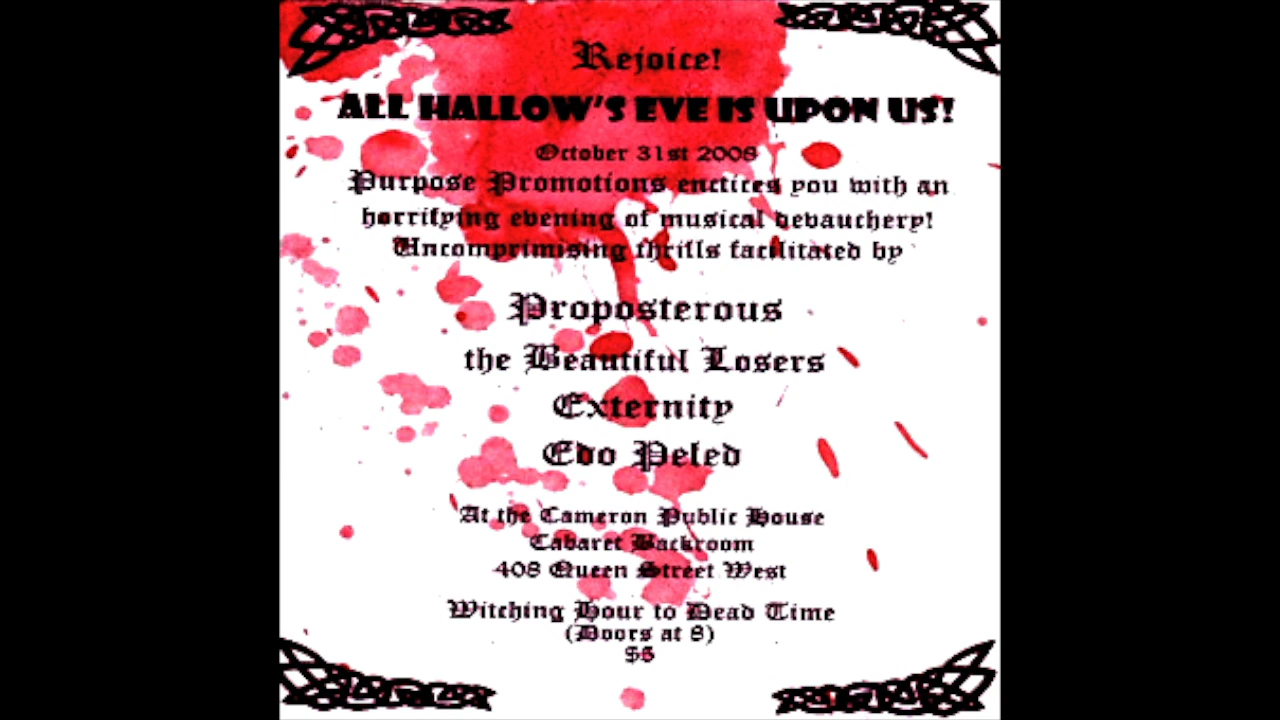 Rejoice!
ALL HALLOW'S EVE IS UPON US!
October 31st 2008
Purpose Promotions enctices you with an
horrifying evening of musical devauchery!
Uncomprimising thrills facilitated by
Proposterous
the Beautiful Losers
Externity
Edo Peled
At the Cameron Public House
Cabaret Backroom
408 Queen Street West
Witching Hour to Dead Time
(Doors at 8)